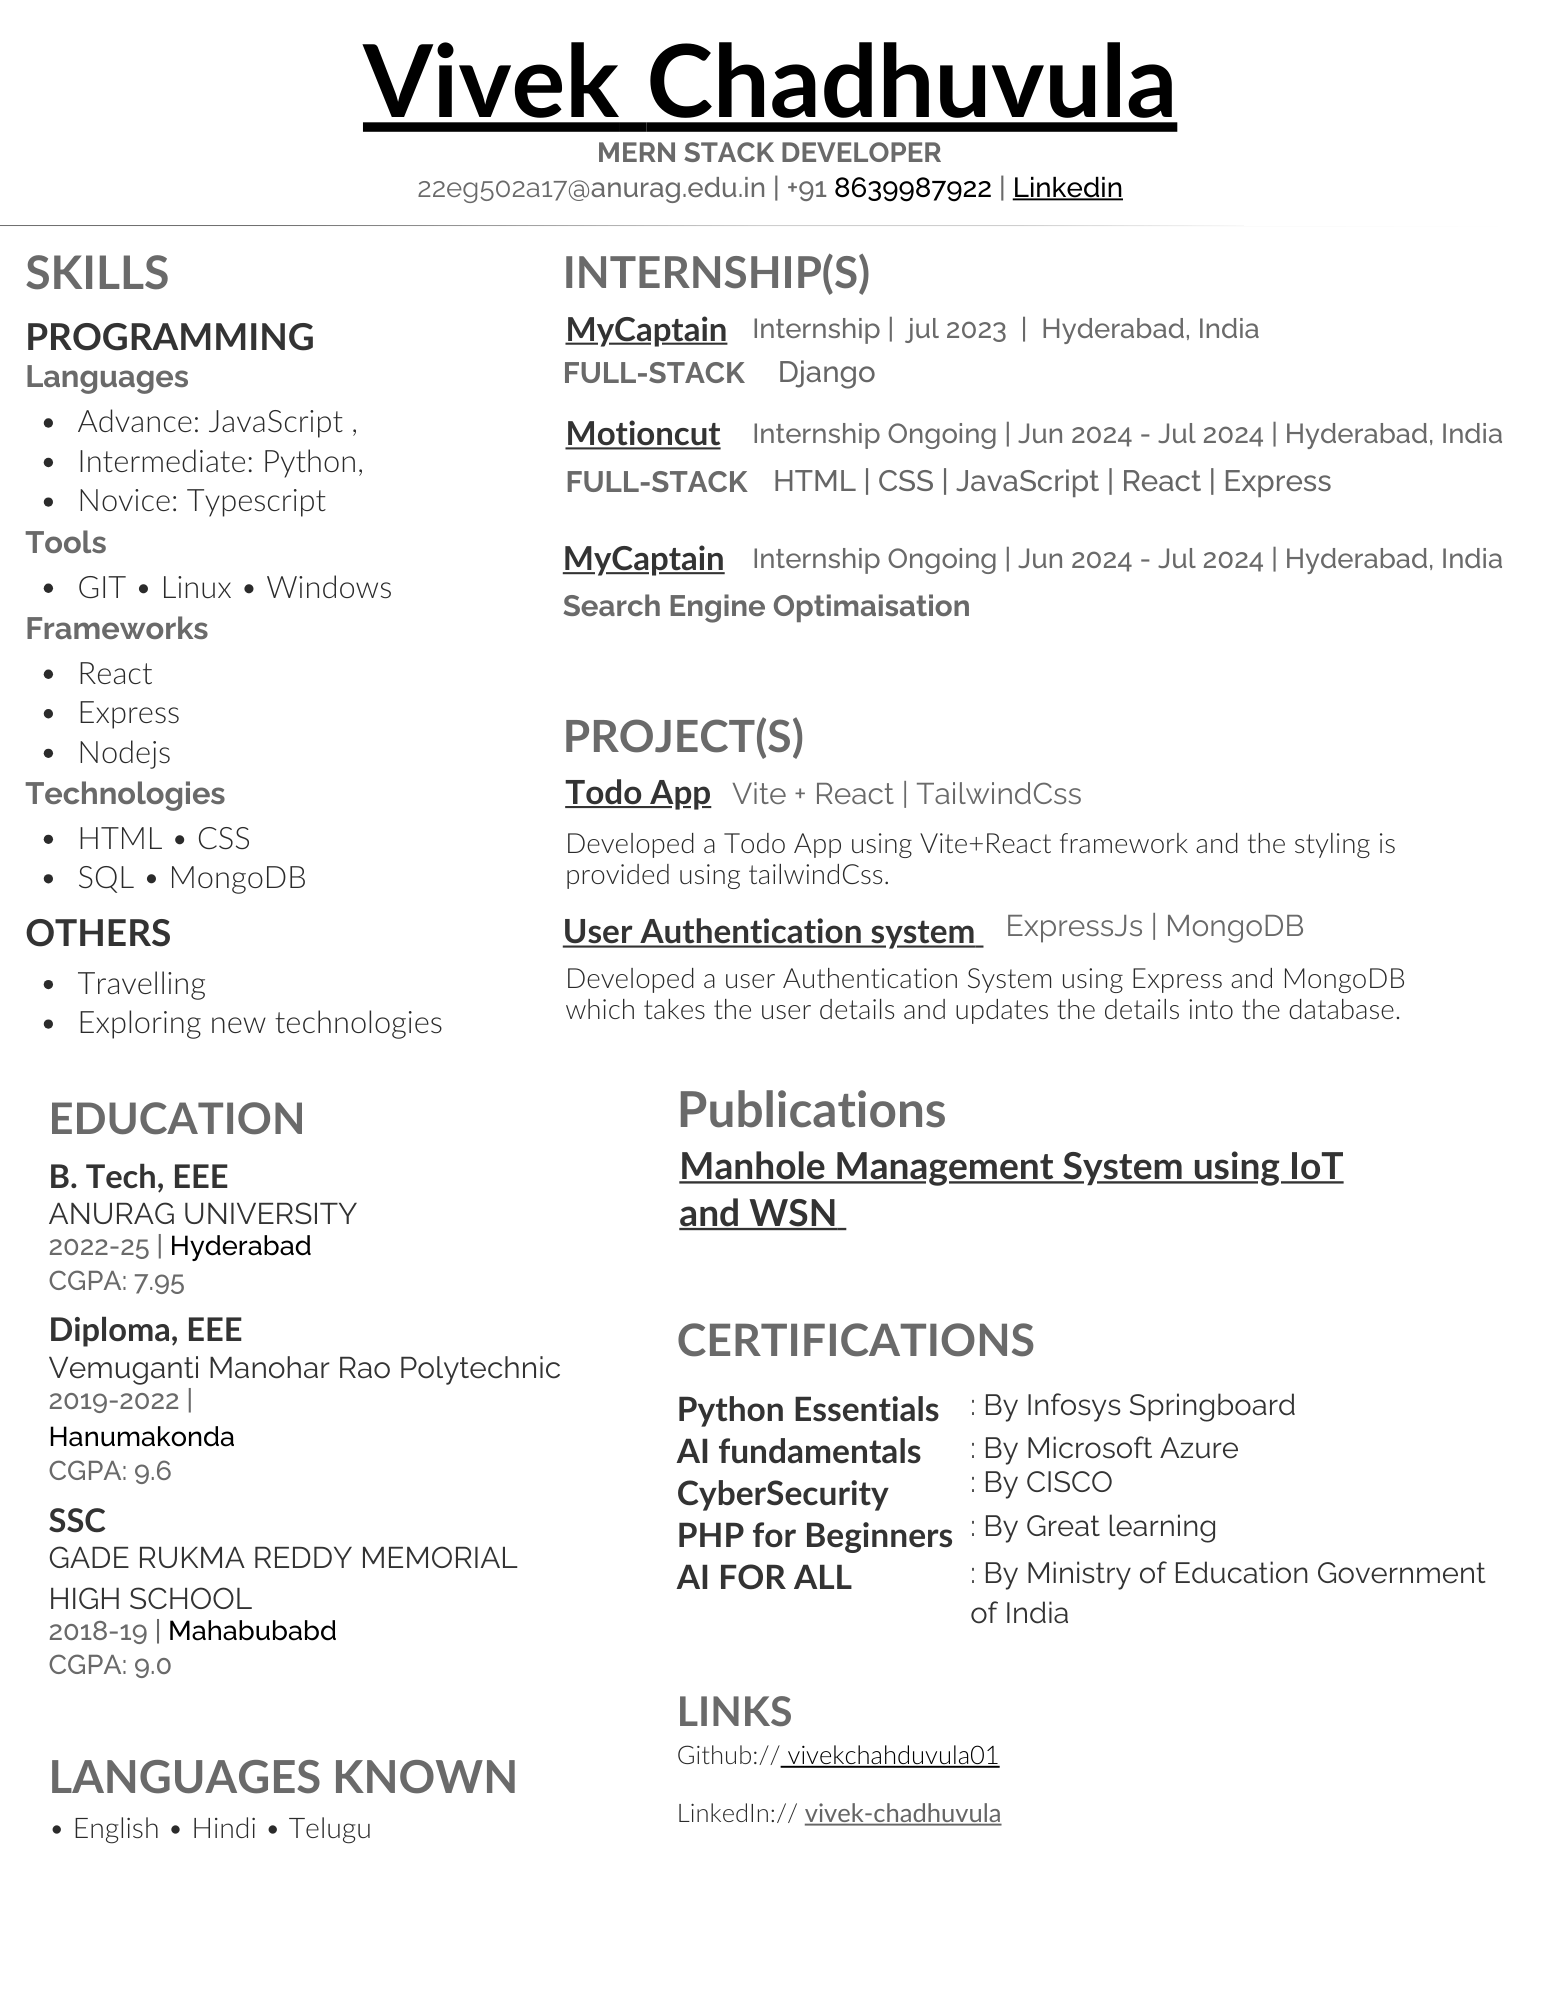 Vivek Chadhuvula
MERN STACK DEVELOPER
22eg502a17@anurag.edu.in | +91 8639987922 | Linkedin
SKILLS
PROGRAMMING
Languages
• Advance: JavaScript ,
• Intermediate: Python,
• Novice: Typescript
Tools
• GIT • Linux • Windows
Frameworks
• React
• Express
• Nodejs
Technologies
• HTML • CSS
• SQL • MongoDB
OTHERS
• Travelling
• Exploring new technologies
INTERNSHIP(S)
MyCaptain Internship | jul 2023 | Hyderabad, India
FULL-STACK Django
Motioncut Internship Ongoing | Jun 2024 - Jul 2024 | Hyderabad, India
FULL-STACK HTML | CSS | JavaScript | React | Express
MyCaptain Internship Ongoing | Jun 2024 - Jul 2024 | Hyderabad, India
Search Engine Optimaisation
PROJECT(S)
Todo App Vite + React | TailwindCss
Developed a Todo App using Vite+React framework and the styling is
provided using tailwindCss.
User Authentication system ExpressJs | MongoDB
Developed a user Authentication System using Express and MongoDB
which takes the user details and updates the details into the database.
EDUCATION
B. Tech, EEE
ANURAG UNIVERSITY
2022-25 | Hyderabad
CGPA: 7.95
Diploma, EEE
Vemuganti Manohar Rao Polytechnic
2019-2022 |
Hanumakonda
CGPA: 9.6
SSC
GADE RUKMA REDDY MEMORIAL
HIGH SCHOOL
2018-19 | Mahabubabd
CGPA: 9.0
LANGUAGES KNOWN
• English • Hindi • Telugu
Publications
Manhole Management System using IoT
and WSN
CERTIFICATIONS
Python Essentials : By Infosys Springboard
AI fundamentals : By Microsoft Azure
CyberSecurity : By CISCO
PHP for Beginners : By Great learning
AI FOR ALL : By Ministry of Education Government
of India
LINKS
Github:// vivekchahduvula01
LinkedIn:// vivek-chadhuvula